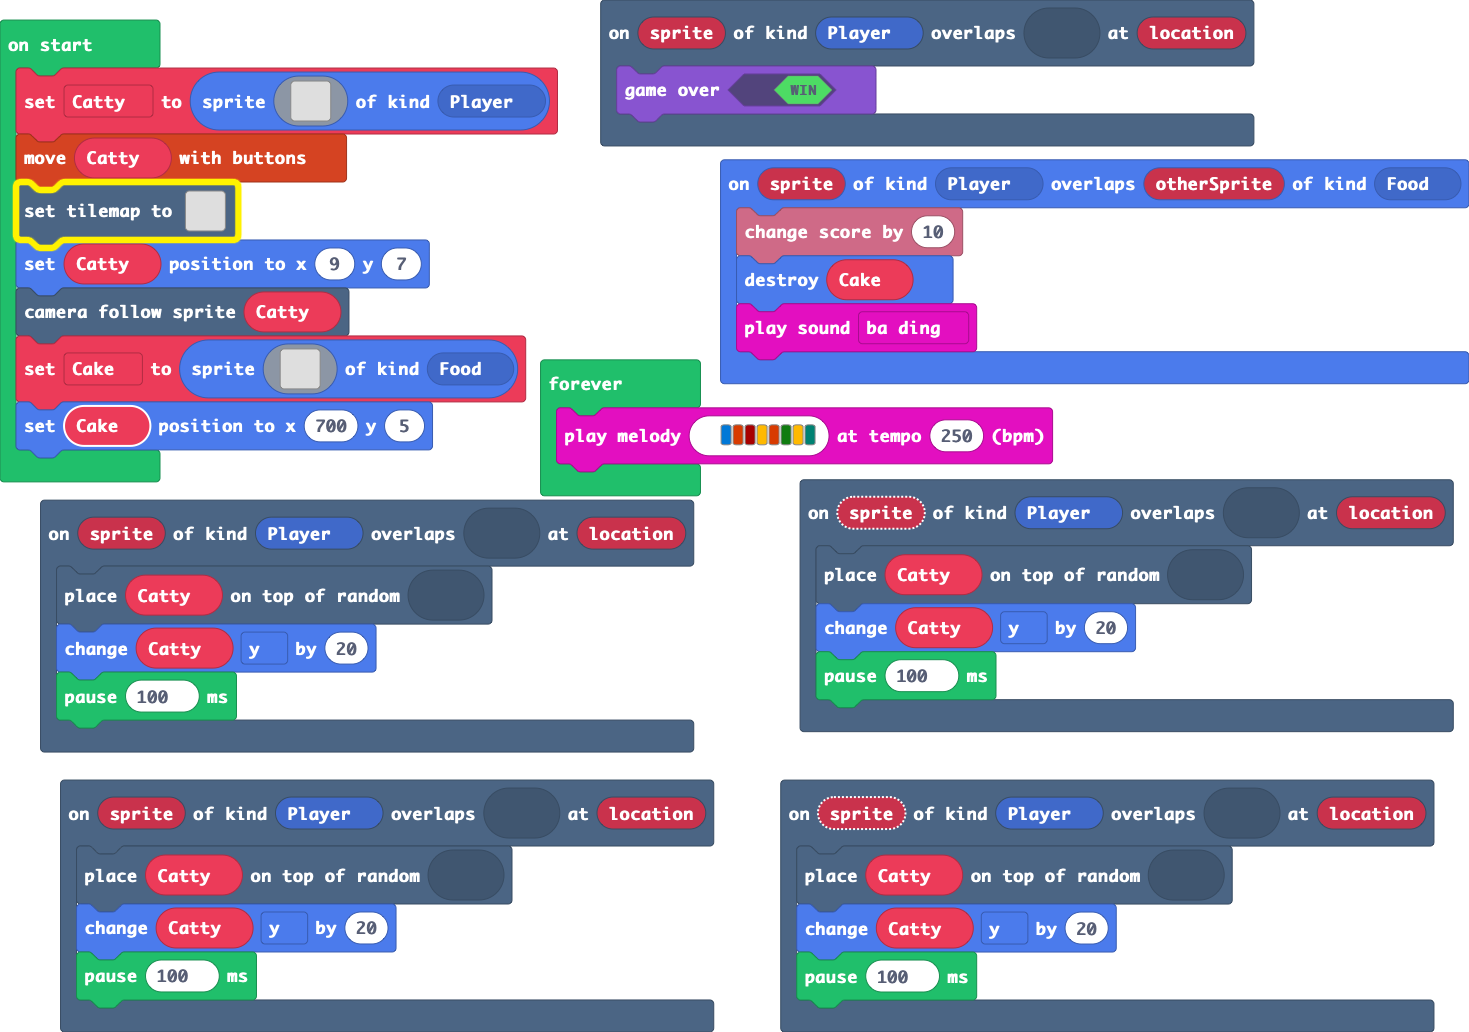 on start
set Catty to sprite of kind Player
move Catty with buttons
set tilemap to
set Catty position to x 9 y 7
camera follow sprite Catty
set Cake to sprite of kind Food
set Cake position to x 700 y 5
on sprite of kind Player overlaps at location
game over WIN
on sprite of kind Player overlaps otherSprite of kind Food
change score by 10
destroy Cake
play sound ba ding
forever
play melody at tempo 250 (bpm)
on sprite of kind Player overlaps at location
place Catty on top of random
change Catty y by 20
pause 100 ms
on sprite of kind Player overlaps at location
place Catty on top of random
change Catty y by 20
pause 100 ms
on sprite of kind Player overlaps at location
place Catty on top of random
change Catty y by 20
pause 100 ms
on sprite of kind Player overlaps at location
place Catty on top of random
change Catty y by 20
pause 100 ms